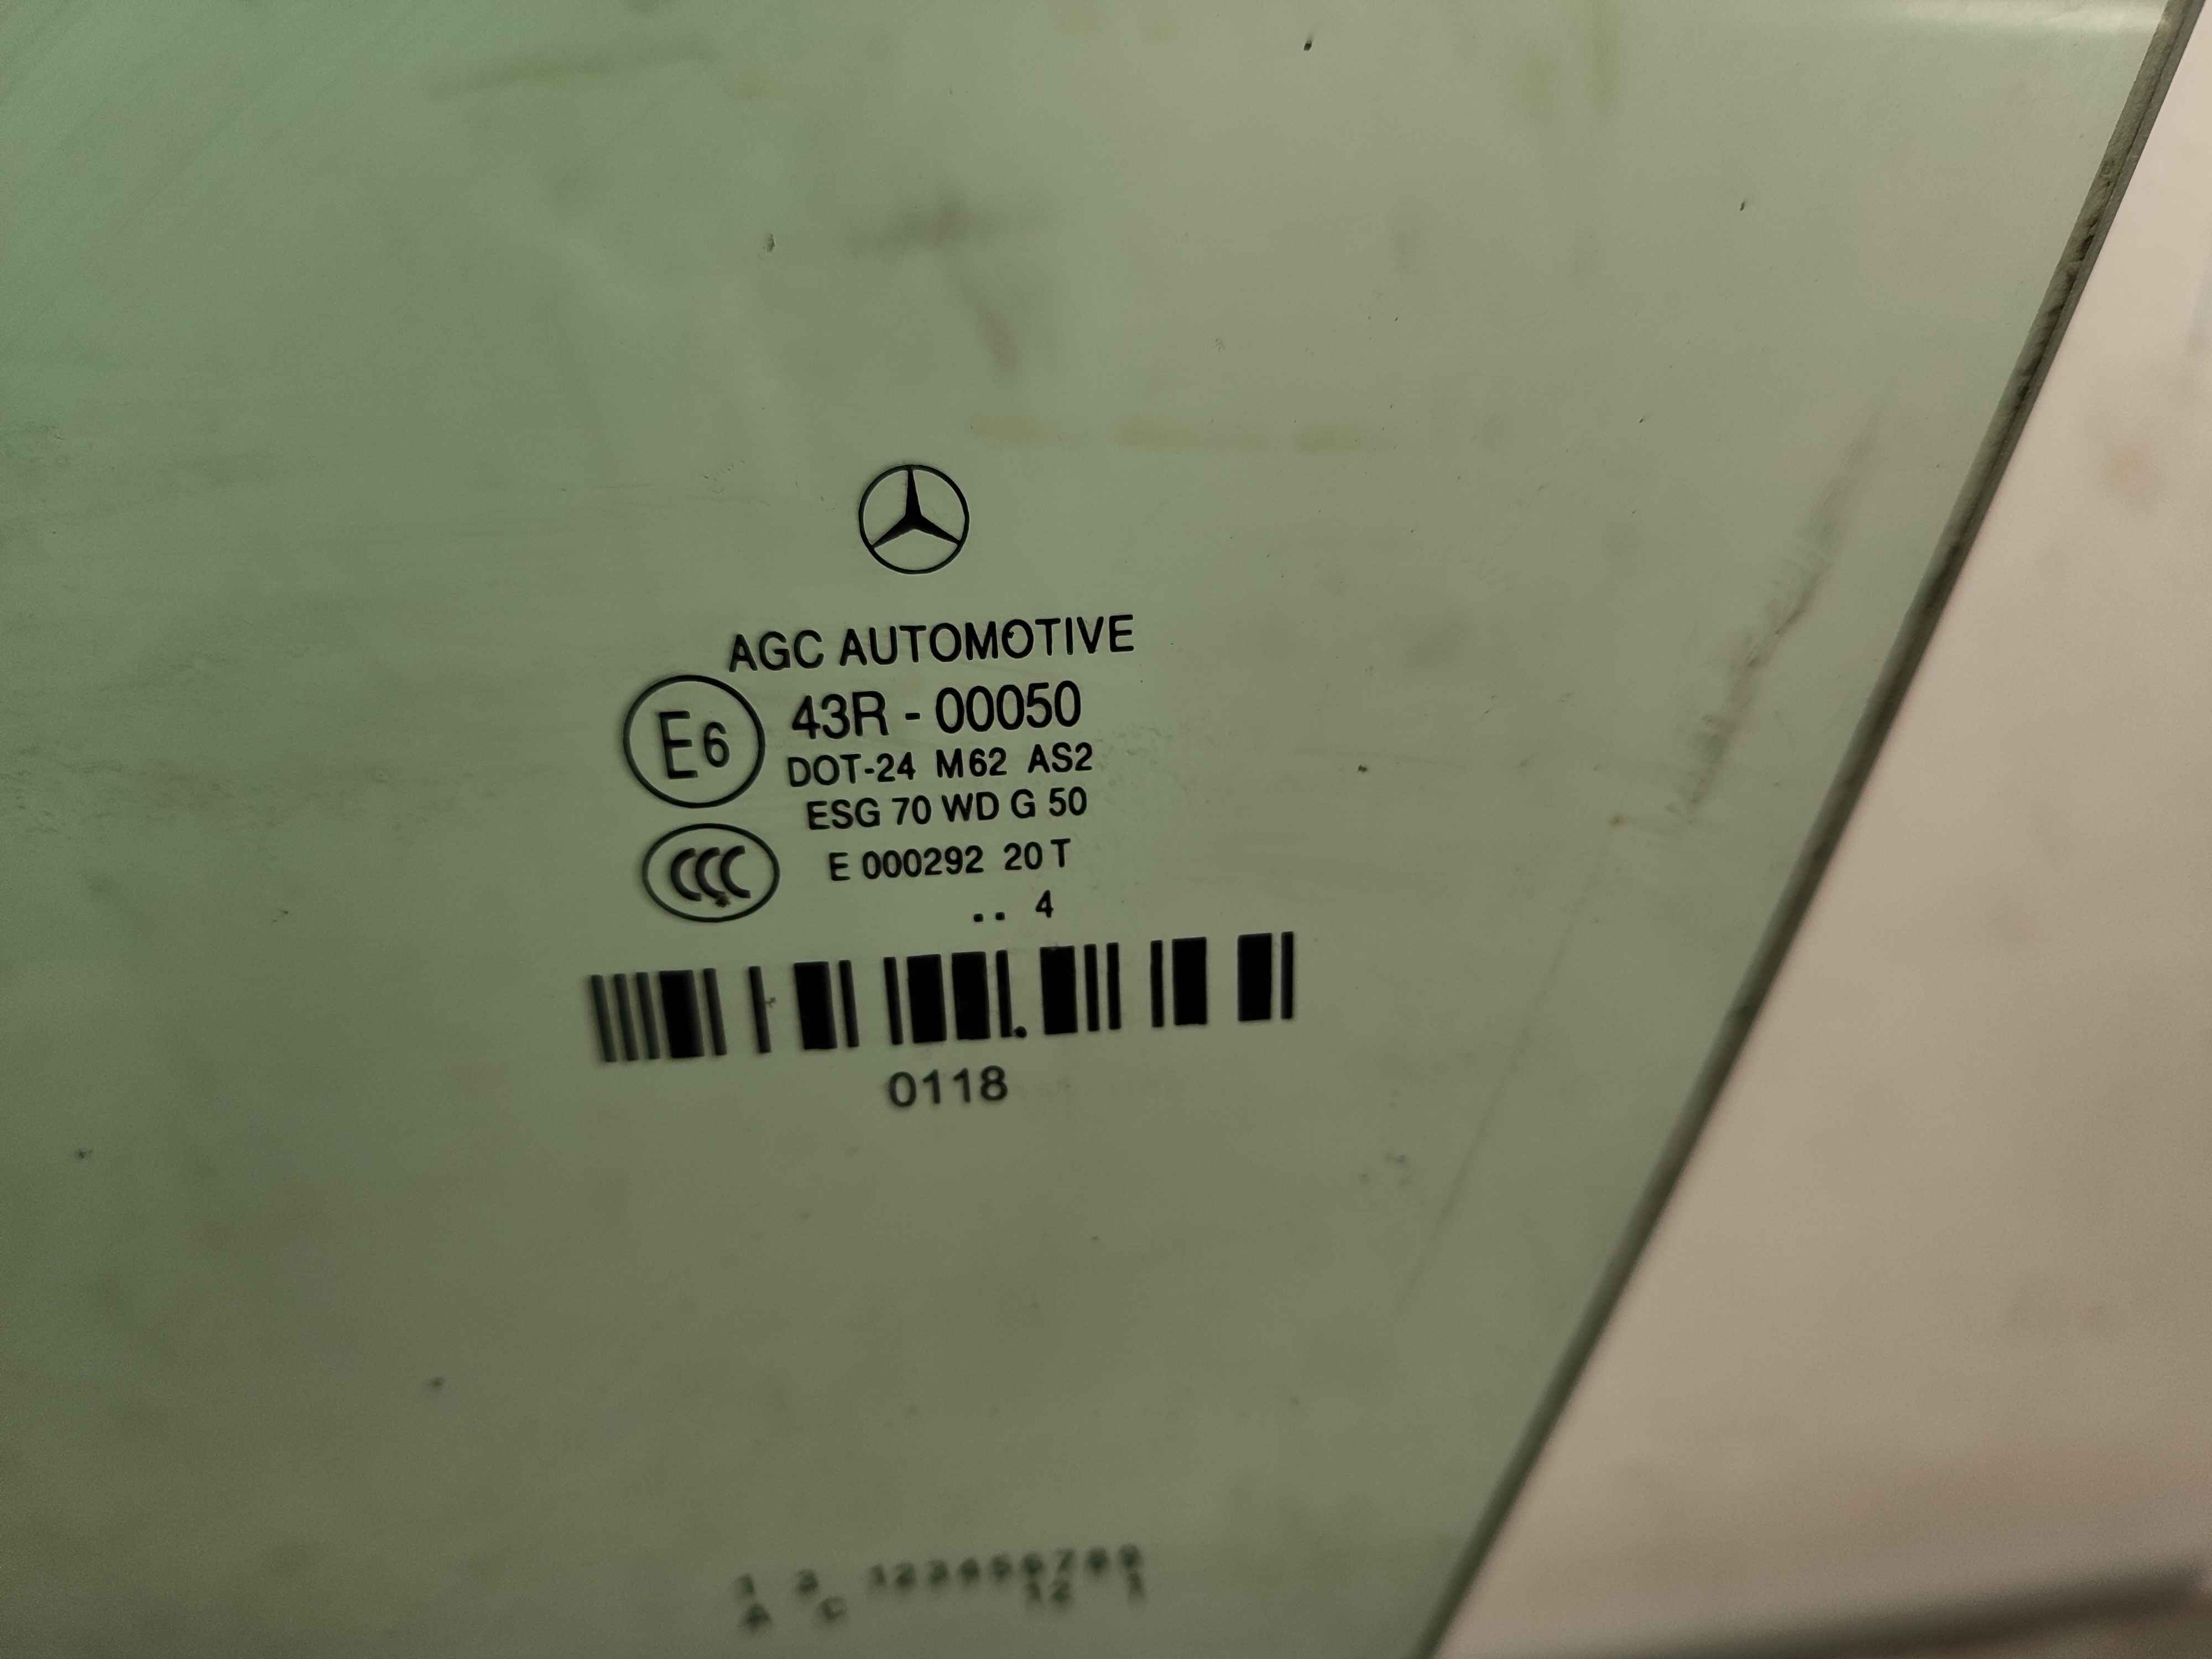 AGC AUTOMOTIVE
E6 43R - 00050
DOT-24 M62 AS2
ESG 70 WD G 50
CCC E 000292 20 T
.. 4
0118